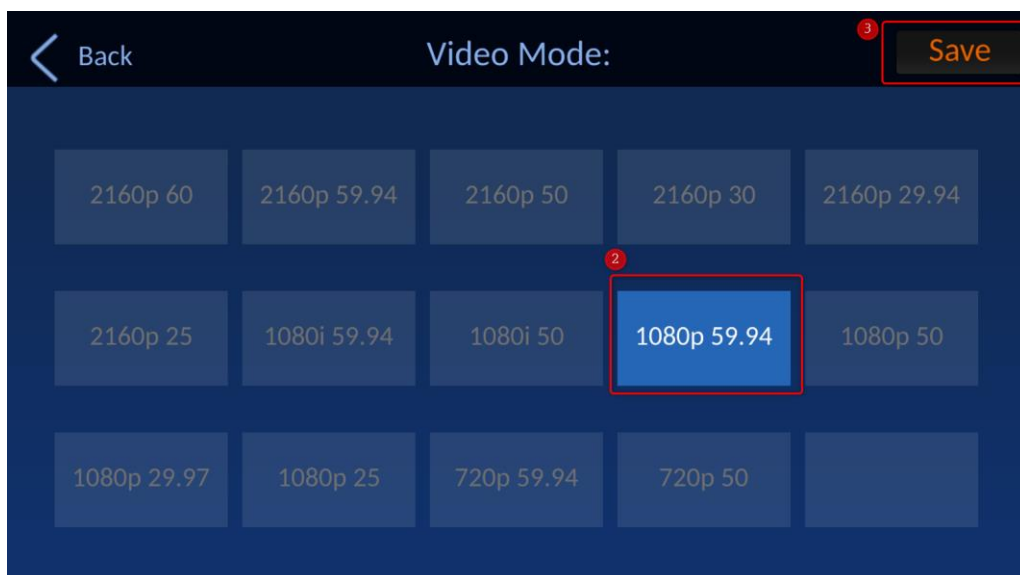 Back
Video Mode:
3
Save
2160p 60
2160p 59.94
2160p 50
2160p 30
2160p 29.94
2
2160p 25
1080i 59.94
1080i 50
1080p 59.94
1080p 50
1080p 29.97
1080p 25
720p 59.94
720p 50